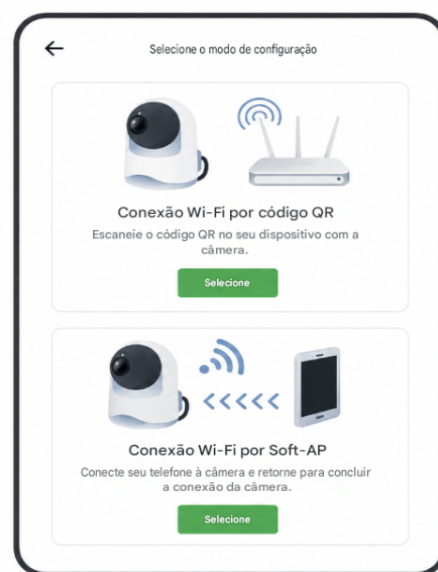 Selecione o modo de configuração
Conexão Wi-Fi por código QR
Escaneie o código QR no seu dispositivo com a
câmera.
Selecione
Conexão Wi-Fi por Soft-AP
Conecte seu telefone à câmera e retorne para concluir
a conexão da câmera.
Selecione